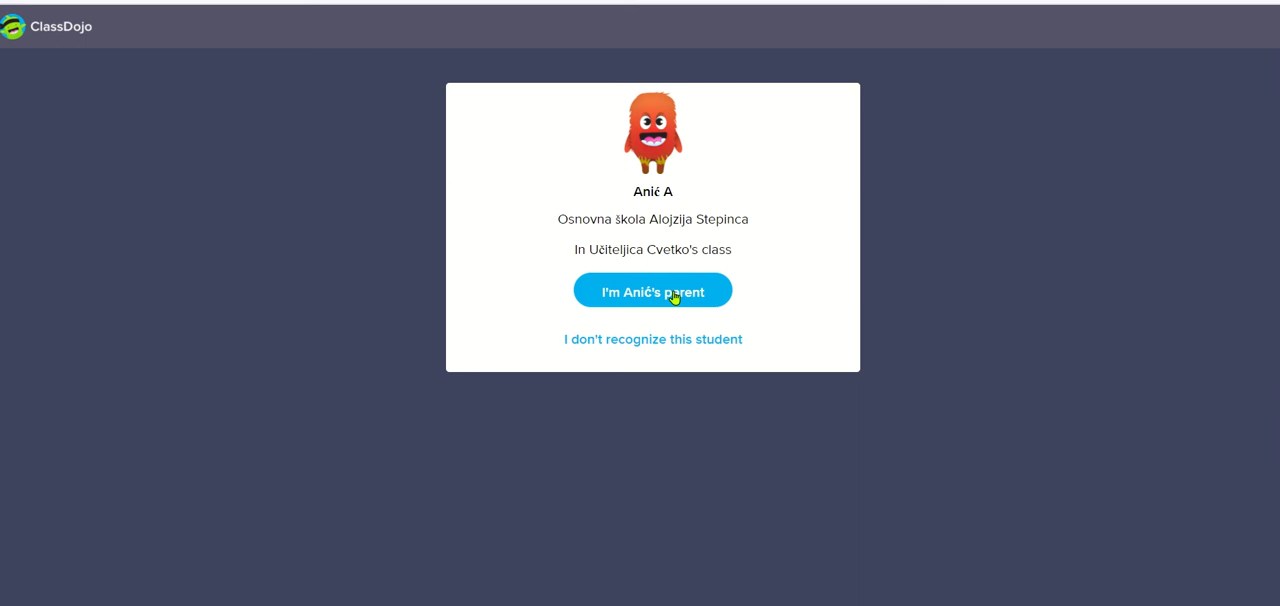 ClassDojo
Anić A
Osnovna škola Alojzija Stepinca
In Učiteljica Cvetko's class
I'm Anić's parent
I don't recognize this student